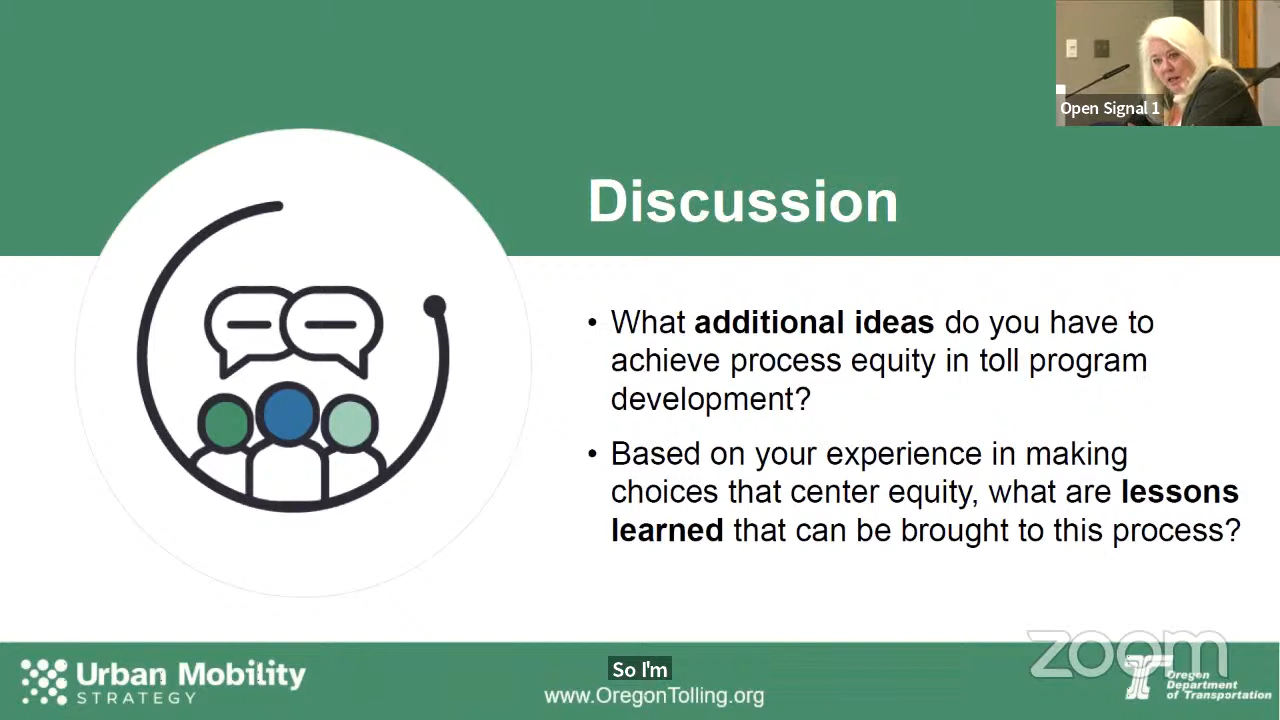 Open Signal 1
Discussion
• What additional ideas do you have to
achieve process equity in toll program
development?
• Based on your experience in making
choices that center equity, what are lessons
learned that can be brought to this process?
zoom
So I'm
Urban Mobility
STRATEGY
www.OregonTolling.org
Oregon
Department
of Transportation